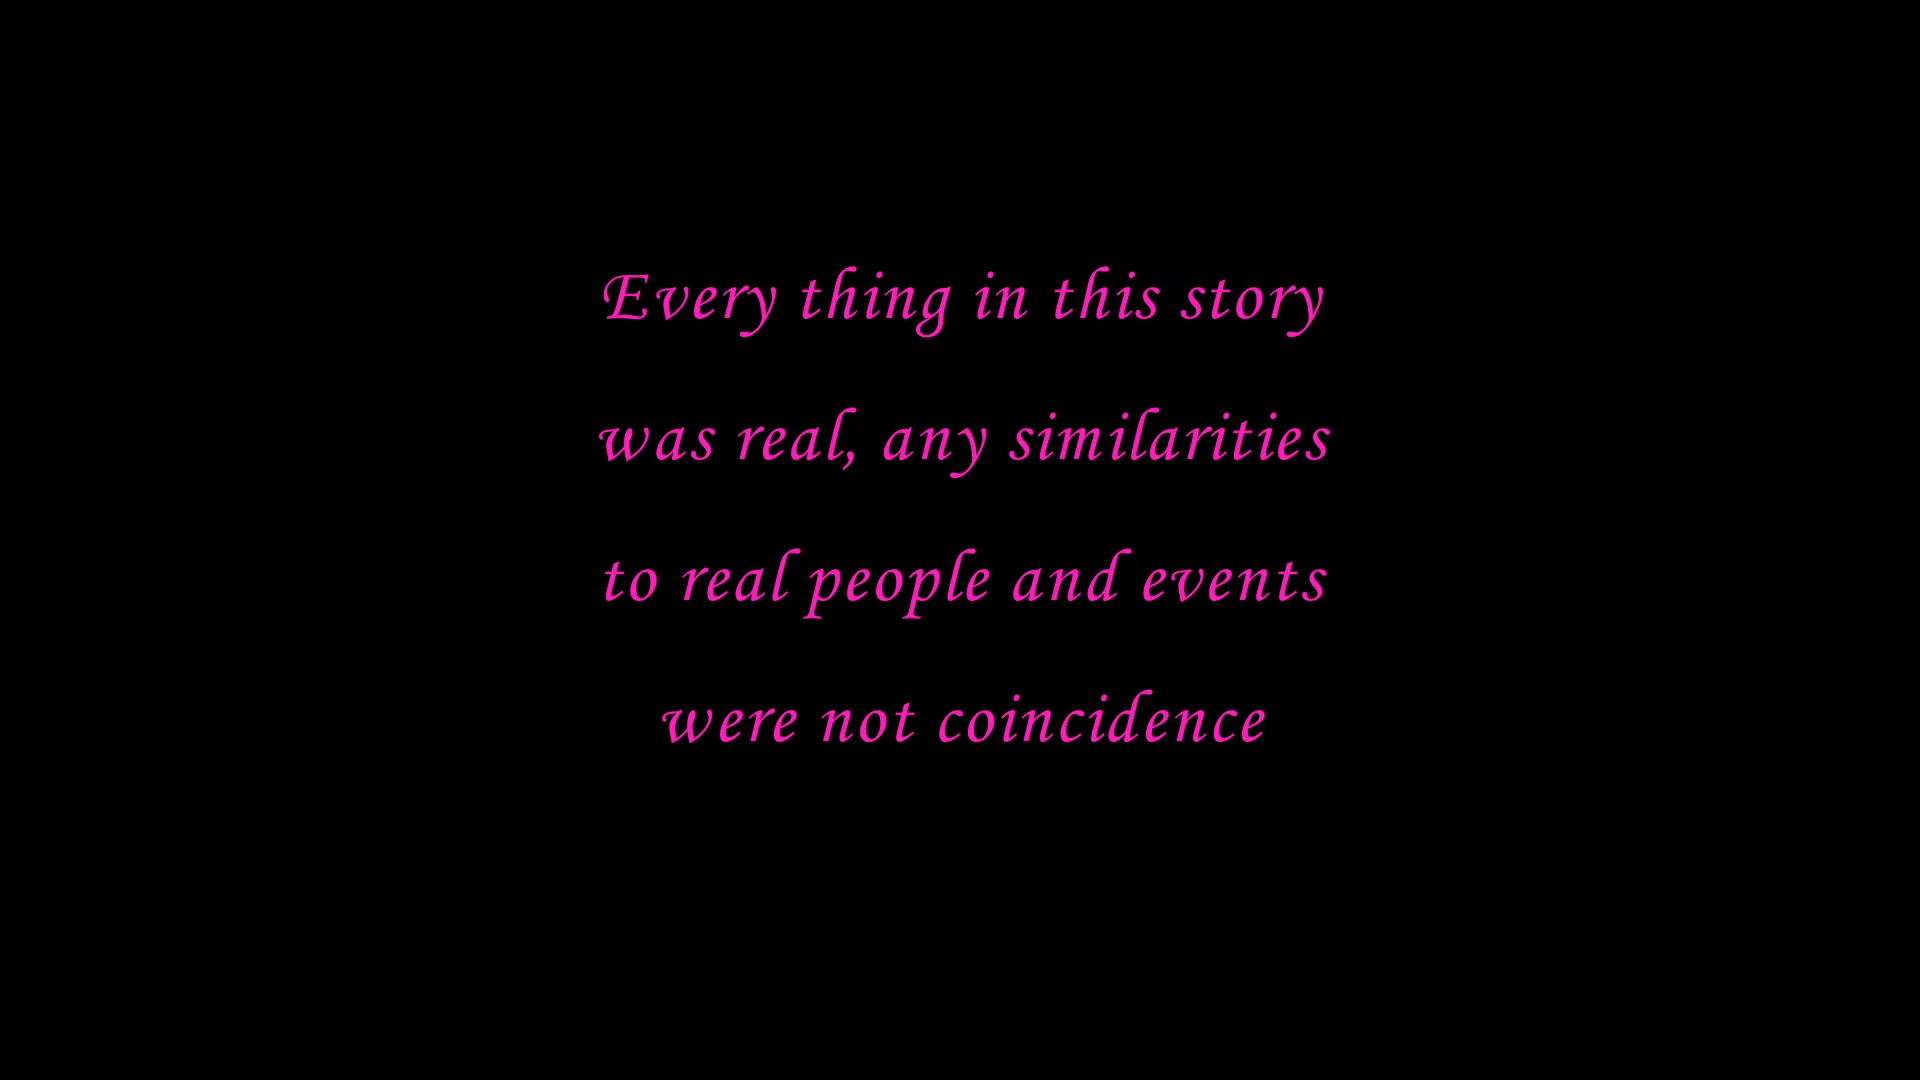 Every thing in this story
was real, any similarities
to real people and events
were not coincidence